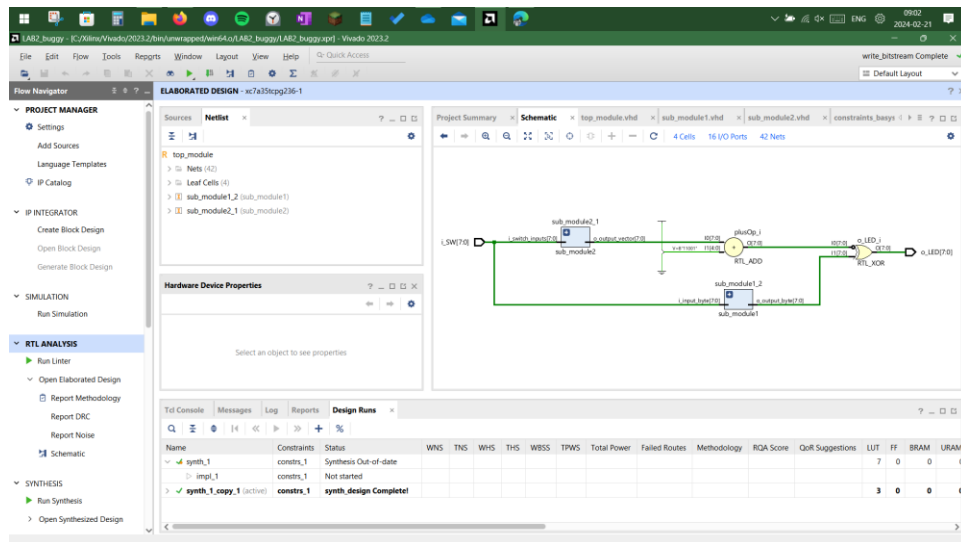 ENG
09:02
2024-02-21
LAB2_buggy - [C:/Xilinx/Vivado/2023.2/bin/unwrapped/win64.o/LAB2_buggy/LAB2_buggy.xpr] - Vivado 2023.2
File Edit Flow Tools Reports Window Layout View Help Q- Quick Access
write_bitstream Complete
Default Layout
Flow Navigator
ELABORATED DESIGN - xc7a35tcpg236-1
PROJECT MANAGER
Settings
Add Sources
Language Templates
IP Catalog
IP INTEGRATOR
Create Block Design
Open Block Design
Generate Block Design
SIMULATION
Run Simulation
RTL ANALYSIS
Run Linter
Open Elaborated Design
Report Methodology
Report DRC
Report Noise
Schematic
SYNTHESIS
Run Synthesis
Open Synthesized Design
Sources Netlist
top_module
Nets (42)
Leaf Cells (4)
sub_module1_2 (sub_module1)
sub_module2_1 (sub_module2)
Hardware Device Properties
Select an object to see properties
Project Summary Schematic top_module.vhd sub_module1.vhd sub_module2.vhd constraints_basys
4 Cells 16 I/O Ports 42 Nets
sub_module2_1
i_SW[7:0]
i_switch_inputs[7:0] o_output_vector[7:0]
sub_module2
plusOp_i
I0[7:0]
O[7:0]
RTL_ADD
o_LED_i
I0[7:0]
I1[7:0]
O[7:0]
RTL_XOR
o_LED[7:0]
sub_module1_2
i_input_byte[7:0] o_output_byte[7:0]
sub_module1
Tcl Console Messages Log Reports Design Runs
Name Constraints Status WNS TNS WHS THS WBSS TPWS Total Power Failed Routes Methodology RQA Score QoR Suggestions LUT FF BRAM URAM
synth_1 constrs_1 Synthesis Out-of-date 7 0 0
impl_1 constrs_1 Not started
synth_1_copy_1 (active) constrs_1 synth_design Complete! 3 0 0